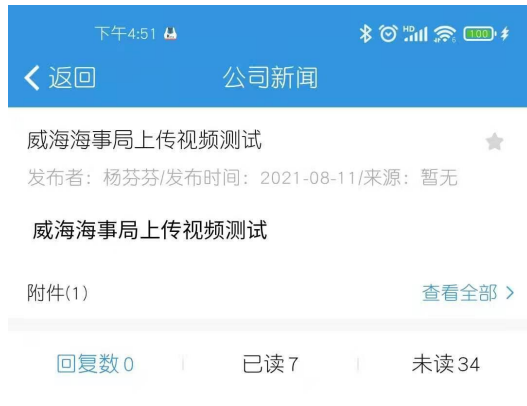 下午4:51
HD
100
返回
公司新闻
威海海事局上传视频测试
发布者：杨芬芬/发布时间：2021-08-11/来源：暂无
威海海事局上传视频测试
附件(1)
查看全部
回复数0
已读7
未读34